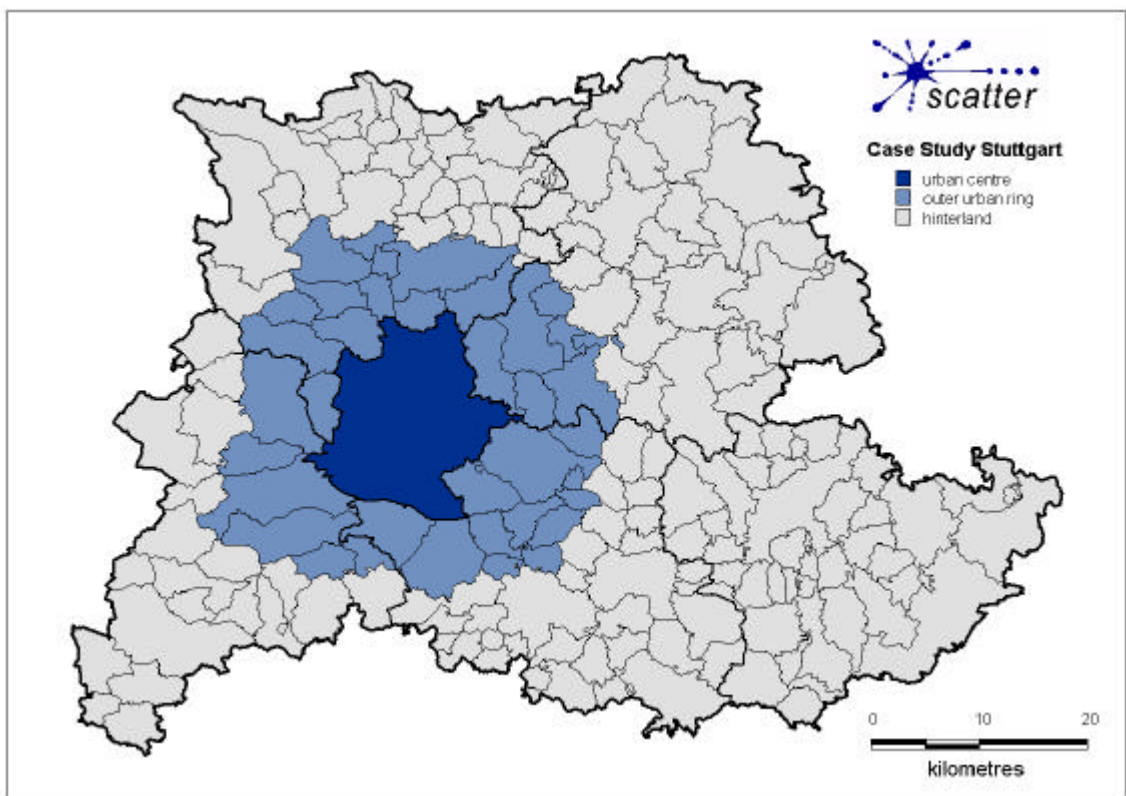 scatter
Case Study Stuttgart
urban centre
outer urban ring
hinterland
0 10 20
kilometres